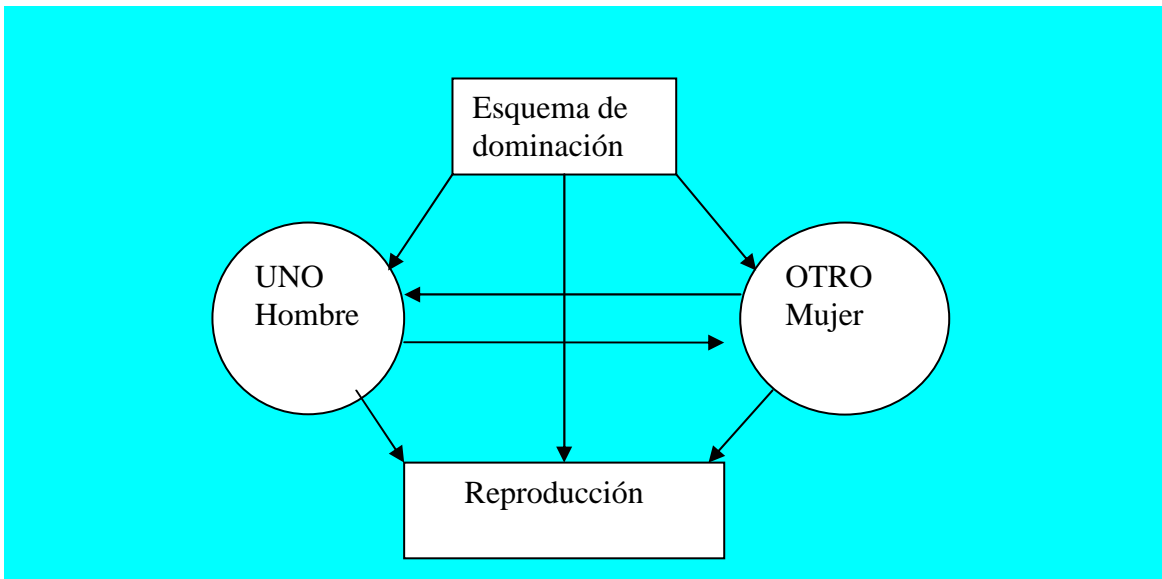 Esquema de
dominación
UNO
Hombre
OTRO
Mujer
Reproducción